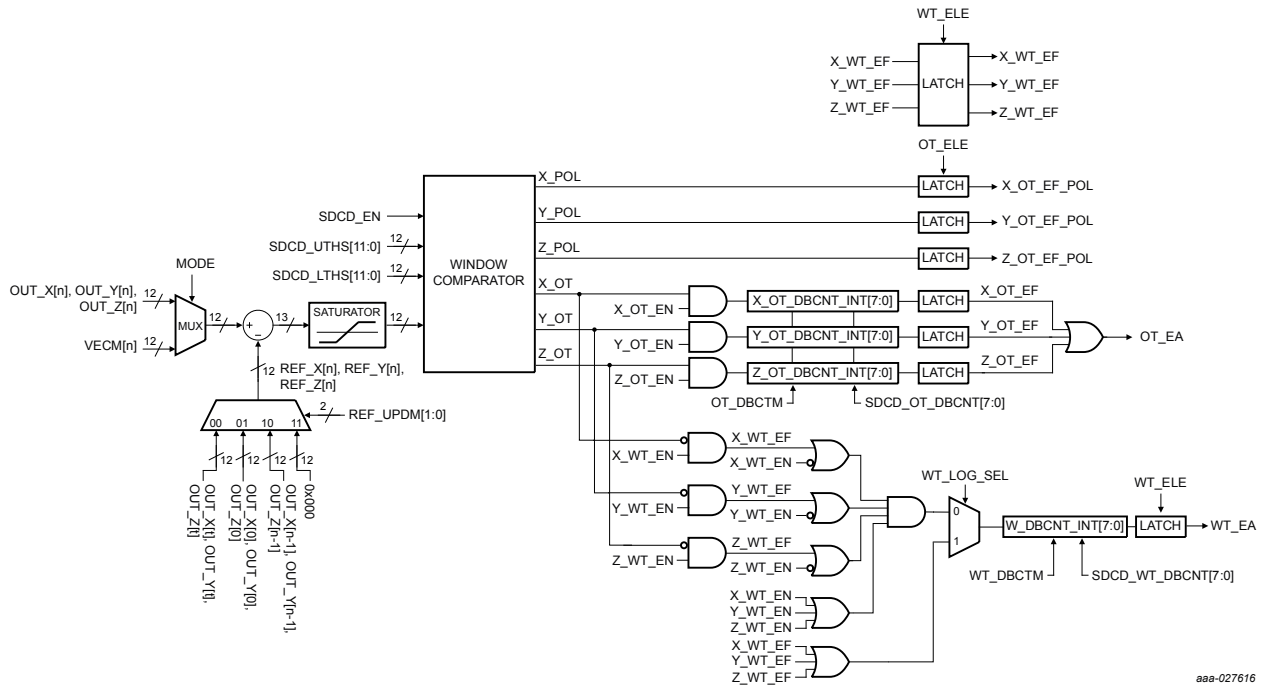 WT_ELE
X_WT_EF
Y_WT_EF
Z_WT_EF
LATCH
X_WT_EF
Y_WT_EF
Z_WT_EF
OT_ELE
X_POL
LATCH
X_OT_EF_POL
Y_POL
LATCH
Y_OT_EF_POL
Z_POL
LATCH
Z_OT_EF_POL
SDCD_EN
SDCD_UTHS[11:0]
12
SDCD_LTHS[11:0]
12
WINDOW
COMPARATOR
MODE
OUT_X[n], OUT_Y[n],
OUT_Z[n]
12
MUX
VECM[n]
12
12
+
−
13
SATURATOR
12
12
REF_X[n], REF_Y[n],
REF_Z[n]
00
01
10
11
2
REF_UPDM[1:0]
12
12
12
12
OUT_X[t], OUT_Y[t],
OUT_Z[t]
OUT_X[0], OUT_Y[0],
OUT_Z[0]
OUT_X[n-1], OUT_Y[n-1],
OUT_Z[n-1]
0x000
X_OT
X_OT_EN
X_OT_DBCNT_INT[7:0]
LATCH
X_OT_EF
Y_OT
Y_OT_EN
Y_OT_DBCNT_INT[7:0]
LATCH
Y_OT_EF
Z_OT
Z_OT_EN
Z_OT_DBCNT_INT[7:0]
LATCH
Z_OT_EF
OT_EA
OT_DBCTM
SDCD_OT_DBCNT[7:0]
X_WT_EN
X_WT_EF
X_WT_EN
Y_WT_EN
Y_WT_EF
Y_WT_EN
Z_WT_EN
Z_WT_EF
Z_WT_EN
X_WT_EN
Y_WT_EN
Z_WT_EN
X_WT_EF
Y_WT_EF
Z_WT_EF
WT_LOG_SEL
0
1
W_DBCNT_INT[7:0]
WT_ELE
LATCH
WT_EA
WT_DBCTM
SDCD_WT_DBCNT[7:0]
aaa-027616